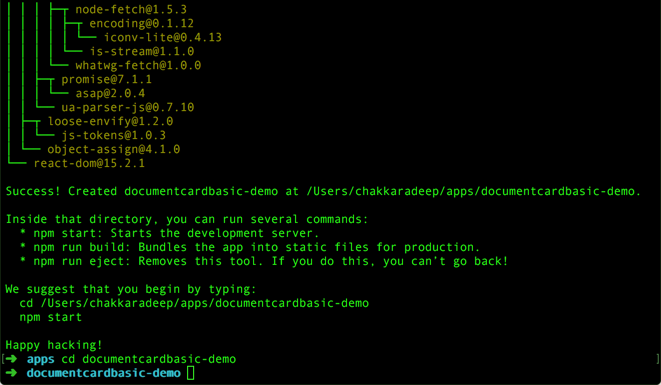 │ │ │ ├─┬ node-fetch@1.5.3
│ │ │ │ ├─┬ encoding@0.1.12
│ │ │ │ │ └── iconv-lite@0.4.13
│ │ │ │ └── is-stream@1.1.0
│ │ │ └── whatwg-fetch@1.0.0
│ │ ├─┬ promise@7.1.1
│ │ │ └── asap@2.0.4
│ │ └── ua-parser-js@0.7.10
│ ├─┬ loose-envify@1.2.0
│ │ └── js-tokens@1.0.3
│ └── object-assign@4.1.0
└── react-dom@15.2.1
Success! Created documentcardbasic-demo at /Users/chakkaradeep/apps/documentcardbasic-demo.
Inside that directory, you can run several commands:
* npm start: Starts the development server.
* npm run build: Bundles the app into static files for production.
* npm run eject: Removes this tool. If you do this, you can't go back!
We suggest that you begin by typing:
cd /Users/chakkaradeep/apps/documentcardbasic-demo
npm start
Happy hacking!
[➜ apps cd documentcardbasic-demo ]
➜ documentcardbasic-demo